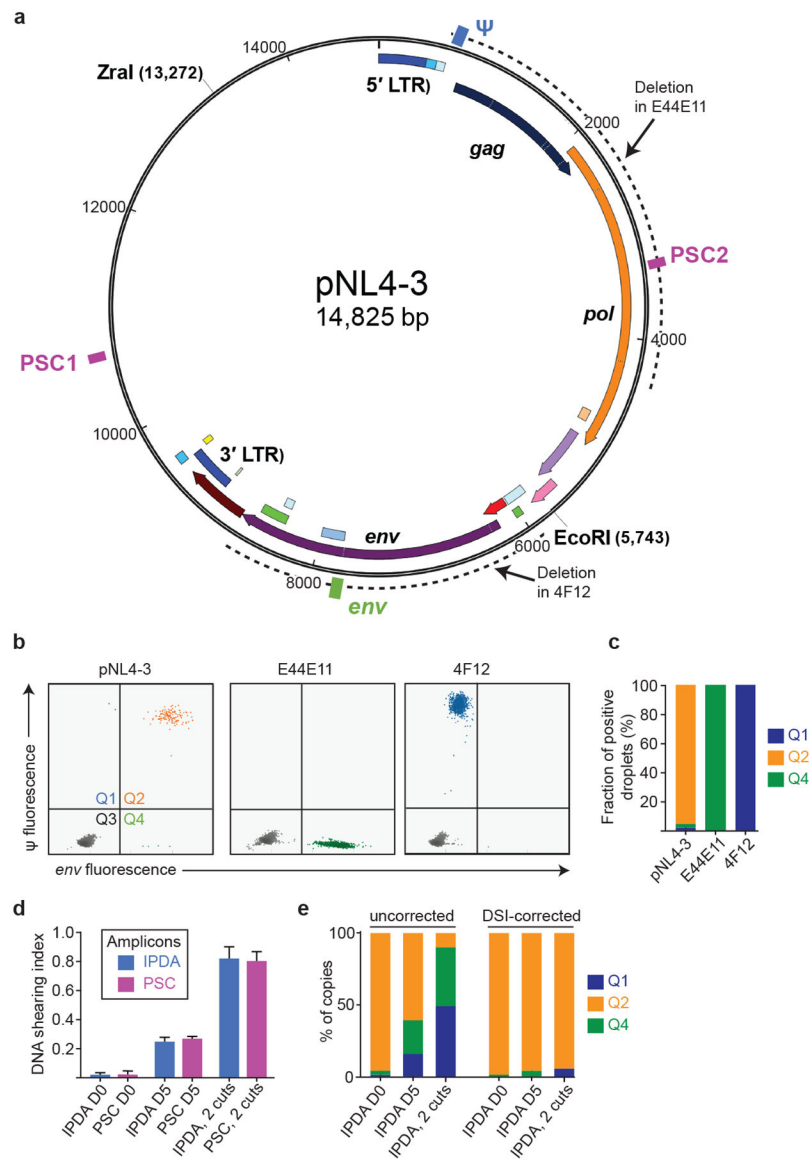 a
Ψ
14000
ZraI (13,272)
5′ LTR)
Deletion
in E44E11
2000
gag
12000
pNL4-3
14,825 bp
PSC2
pol
4000
PSC1
10000
3′ LTR)
env
EcoRI (5,743)
6000
Deletion
in 4F12
8000
env
b
pNL4-3
E44E11
4F12
Ψ fluorescence
Q1
Q2
Q3
Q4
env fluorescence
c
Fraction of positive
droplets (%)
100
80
60
40
20
pNL4-3
E44E11
4F12
Q1
Q2
Q4
d
DNA shearing index
1.0
0.8
0.6
0.4
0.2
Amplicons
IPDA
PSC
IPDA D0
PSC D0
IPDA D5
PSC D5
IPDA, 2 cuts
PSC, 2 cuts
e
uncorrected
DSI-corrected
% of copies
100
50
0
IPDA D0
IPDA D5
IPDA, 2 cuts
IPDA D0
IPDA D5
IPDA, 2 cuts
Q1
Q2
Q4